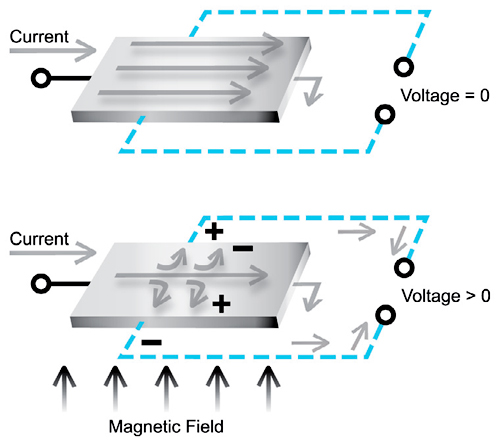 Current
Voltage = 0
+
−
Current
+
Voltage > 0
−
Magnetic Field